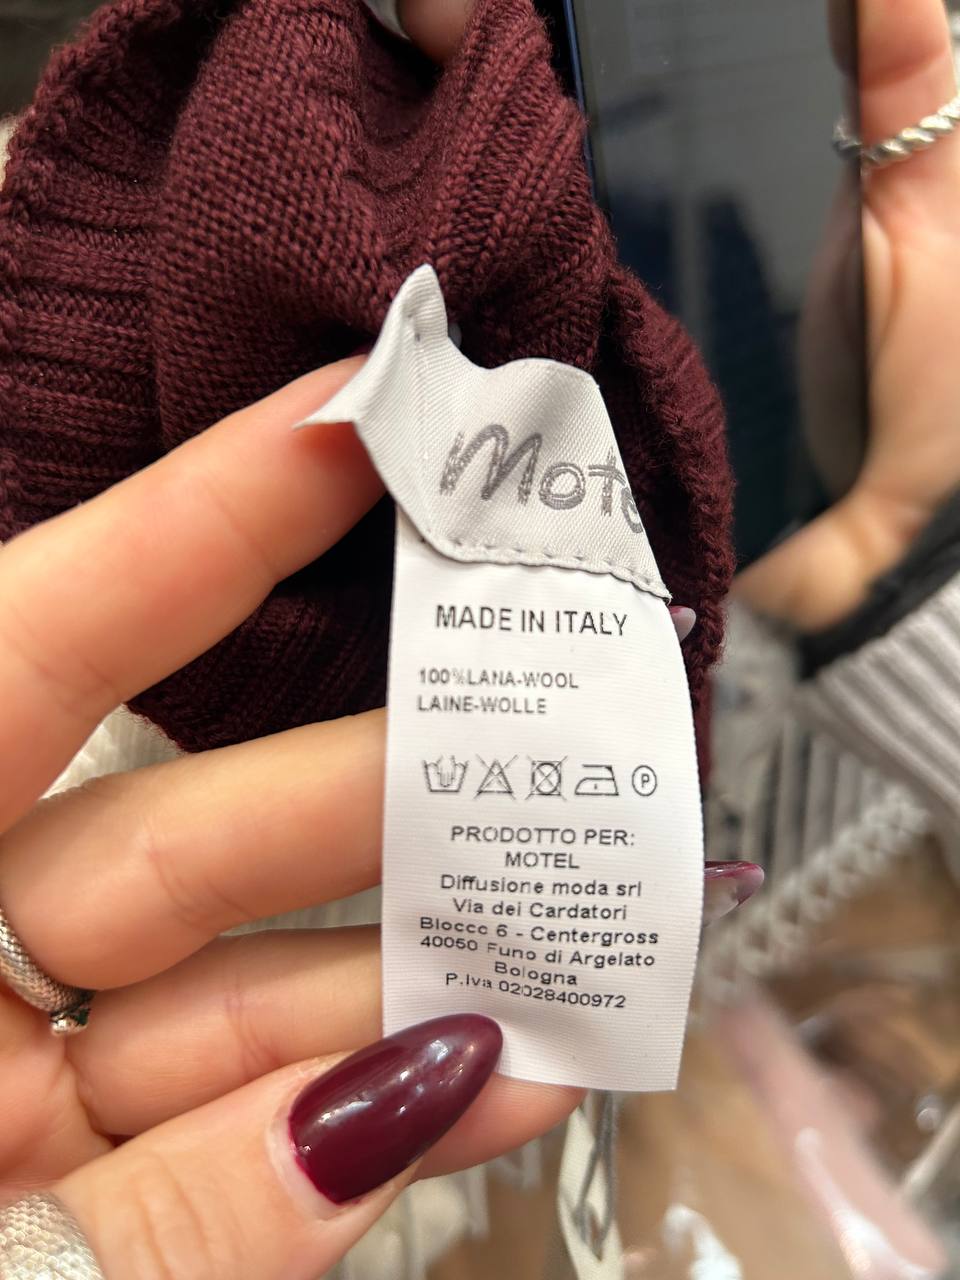 Mote
MADE IN ITALY
100%LANA-WOOL
LAINE-WOLLE
P
PRODOTTO PER:
MOTEL
Diffusione moda srl
Via dei Cardatori
Blocco 6 - Centergross
40050 Funo di Argelato
Bologna
P.Iva 02028400972